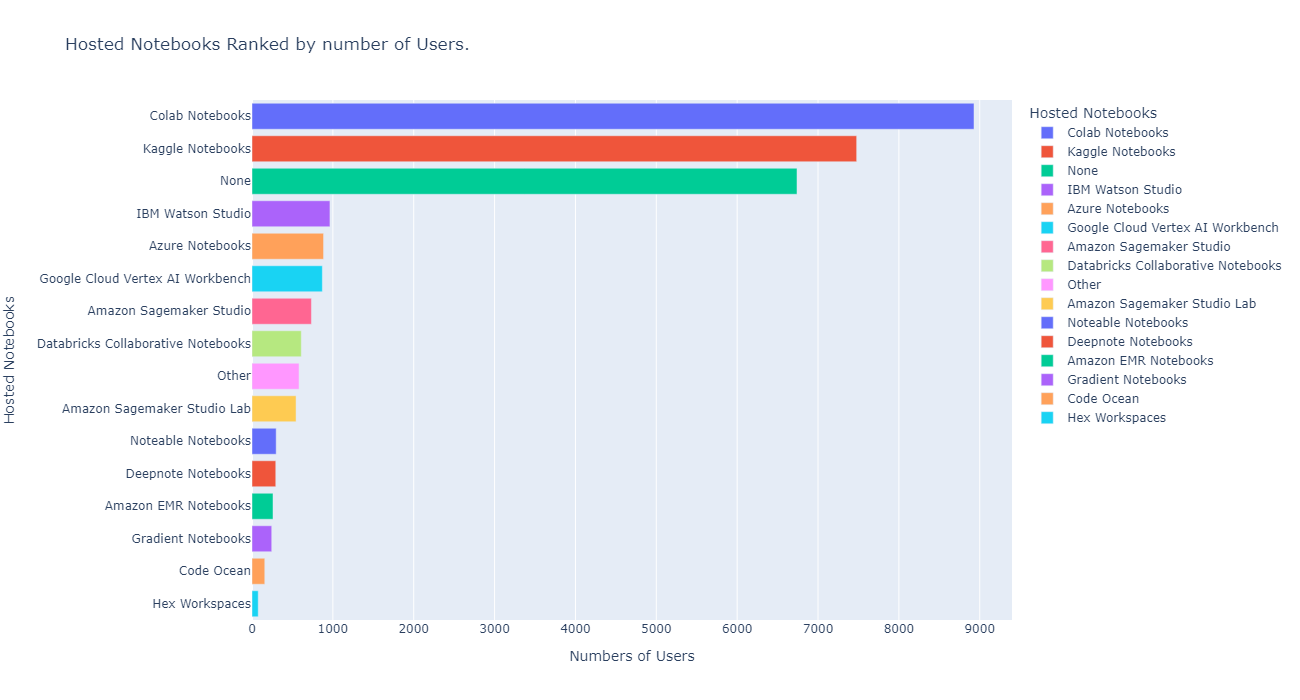 Hosted Notebooks Ranked by number of Users.
Hosted Notebooks
Colab Notebooks
Kaggle Notebooks
None
IBM Watson Studio
Azure Notebooks
Google Cloud Vertex AI Workbench
Amazon Sagemaker Studio
Databricks Collaborative Notebooks
Other
Amazon Sagemaker Studio Lab
Noteable Notebooks
Deepnote Notebooks
Amazon EMR Notebooks
Gradient Notebooks
Code Ocean
Hex Workspaces
0 1000 2000 3000 4000 5000 6000 7000 8000 9000
Numbers of Users
Hosted Notebooks
Colab Notebooks
Kaggle Notebooks
None
IBM Watson Studio
Azure Notebooks
Google Cloud Vertex AI Workbench
Amazon Sagemaker Studio
Databricks Collaborative Notebooks
Other
Amazon Sagemaker Studio Lab
Noteable Notebooks
Deepnote Notebooks
Amazon EMR Notebooks
Gradient Notebooks
Code Ocean
Hex Workspaces